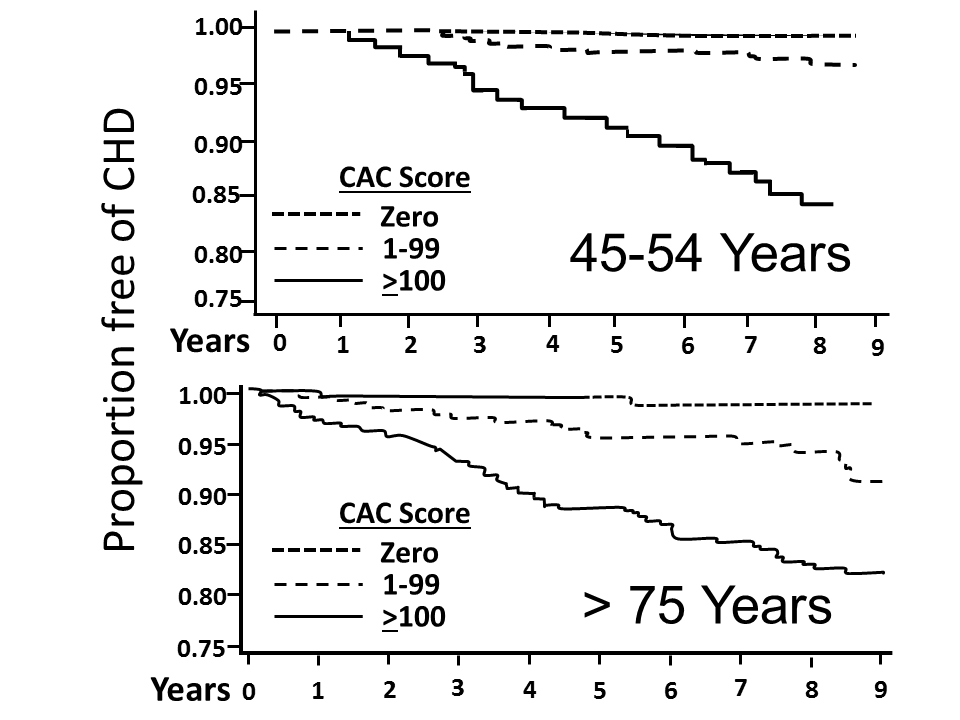 Proportion free of CHD
1.00
0.95
0.90
0.85
0.80
0.75
CAC Score
Zero
1-99
>100
45-54 Years
Years 0 1 2 3 4 5 6 7 8 9
1.00
0.95
0.90
0.85
0.80
0.75
CAC Score
Zero
1-99
>100
> 75 Years
Years 0 1 2 3 4 5 6 7 8 9